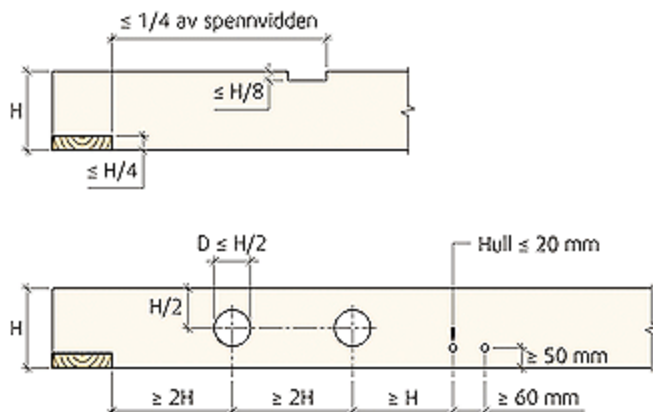 ≤ 1/4 av spennvidden
H
≤ H/8
≤ H/4
D ≤ H/2
Hull ≤ 20 mm
H/2
H
≥ 50 mm
≥ 2H
≥ 2H
≥ H
≥ 60 mm